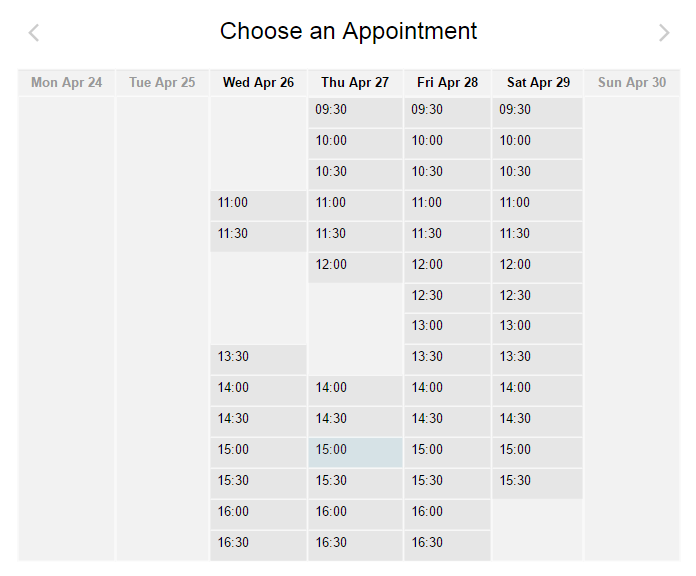 Choose an Appointment
Mon Apr 24 Tue Apr 25 Wed Apr 26 Thu Apr 27 Fri Apr 28 Sat Apr 29 Sun Apr 30
09:30 09:30 09:30
10:00 10:00 10:00
10:30 10:30 10:30
11:00 11:00 11:00 11:00
11:30 11:30 11:30 11:30
12:00 12:00 12:00
12:30 12:30
13:00 13:00
13:30 13:30 13:30
14:00 14:00 14:00 14:00
14:30 14:30 14:30 14:30
15:00 15:00 15:00 15:00
15:30 15:30 15:30 15:30
16:00 16:00 16:00
16:30 16:30 16:30